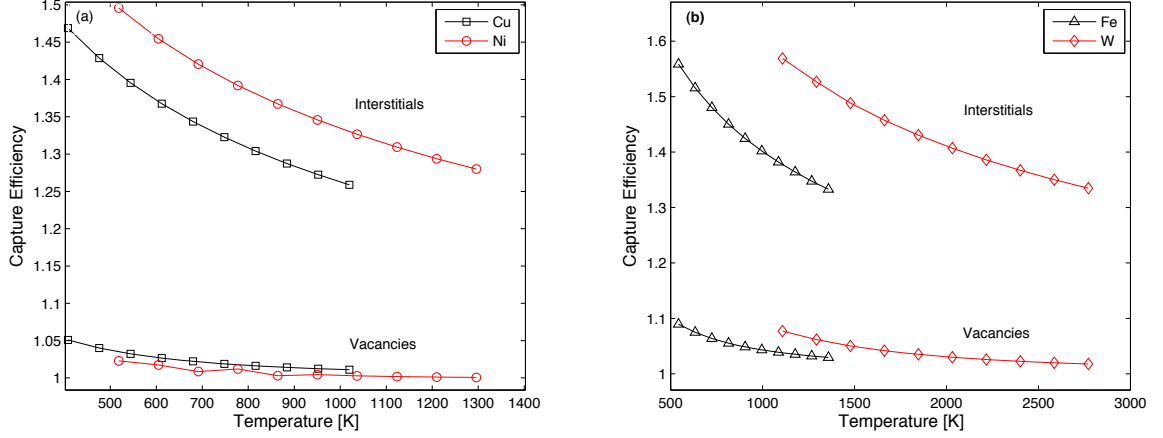 (a)
Cu
Ni
1.5
1.45
1.4
1.35
1.3
1.25
1.2
1.15
1.1
1.05
1
Capture Efficiency
Interstitials
Vacancies
500 600 700 800 900 1000 1100 1200 1300 1400
Temperature [K]
(b)
Fe
W
1.6
1.5
1.4
1.3
1.2
1.1
1
Capture Efficiency
Interstitials
Vacancies
500 1000 1500 2000 2500 3000
Temperature [K]